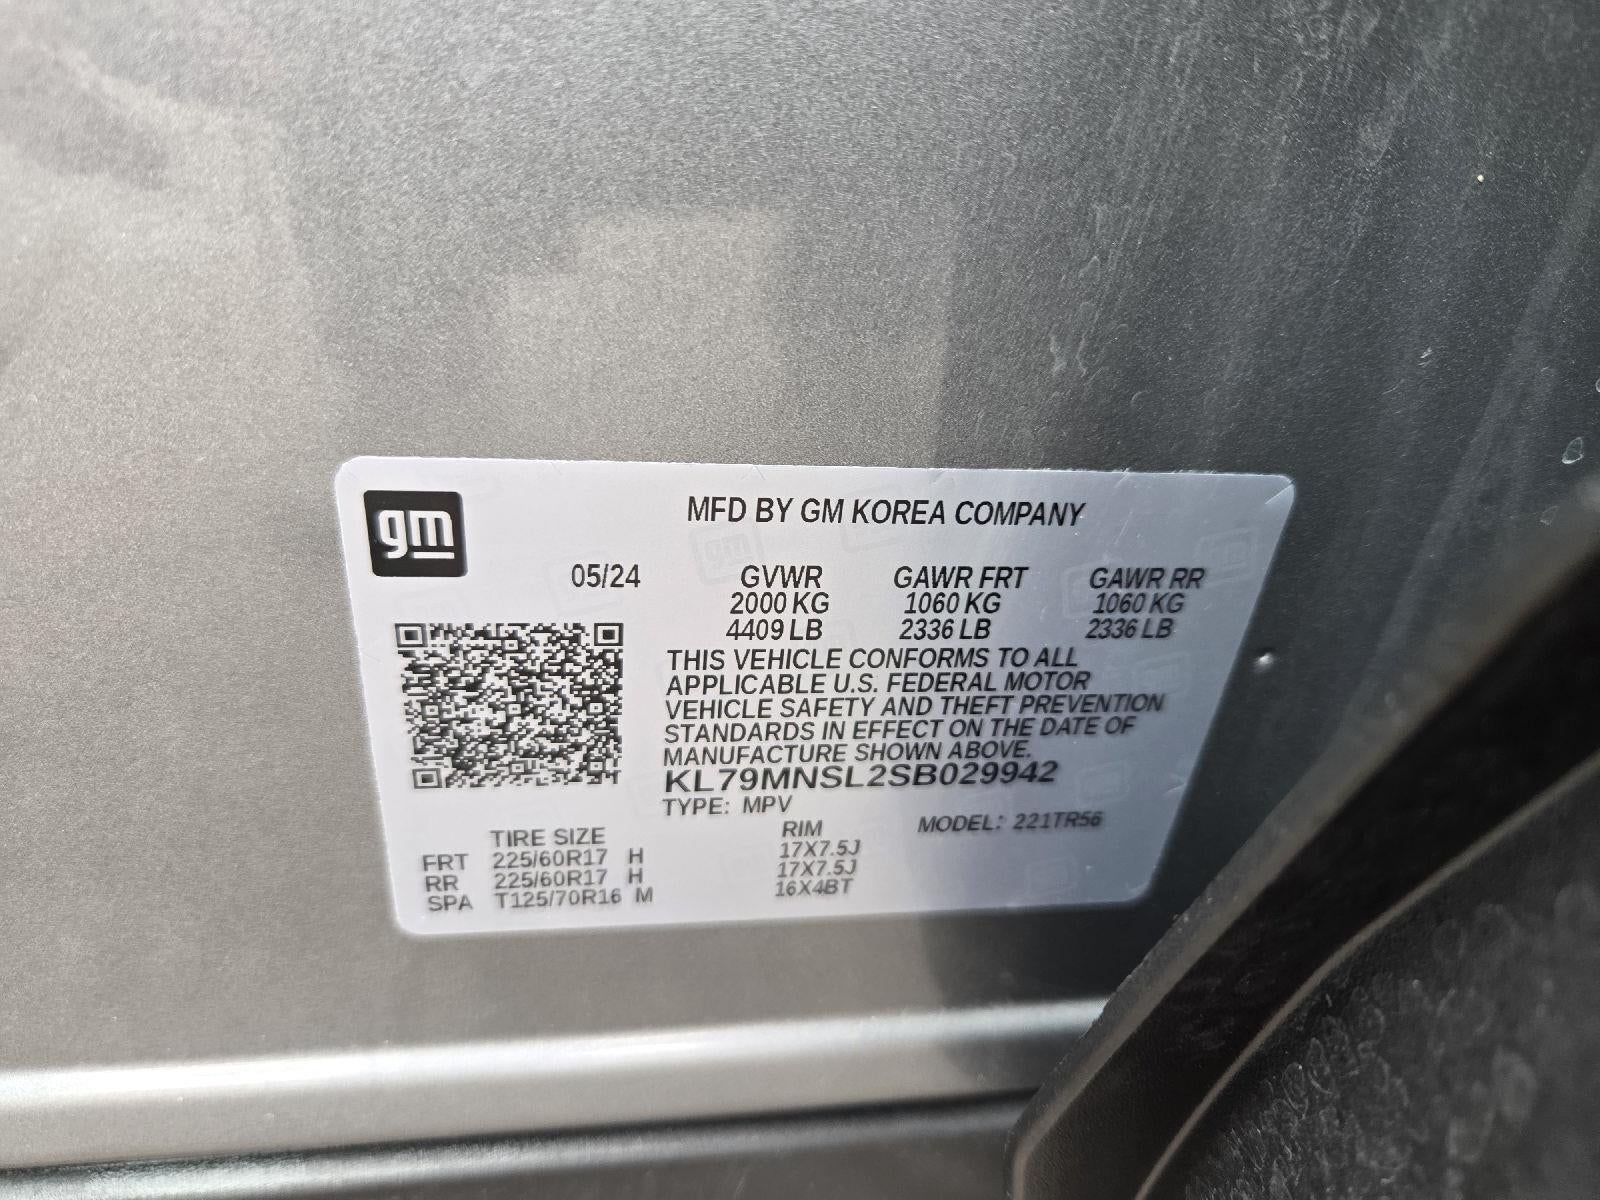 gm
MFD BY GM KOREA COMPANY
05/24 GVWR GAWR FRT GAWR RR
2000 KG 1060 KG 1060 KG
4409 LB 2336 LB 2336 LB
THIS VEHICLE CONFORMS TO ALL
APPLICABLE U.S. FEDERAL MOTOR
VEHICLE SAFETY AND THEFT PREVENTION
STANDARDS IN EFFECT ON THE DATE OF
MANUFACTURE SHOWN ABOVE.
KL79MNSL2SB029942
TYPE: MPV
MODEL: 221TR56
TIRE SIZE RIM
FRT 225/60R17 H 17X7.5J
RR 225/60R17 H 17X7.5J
SPA T125/70R16 M 16X4BT